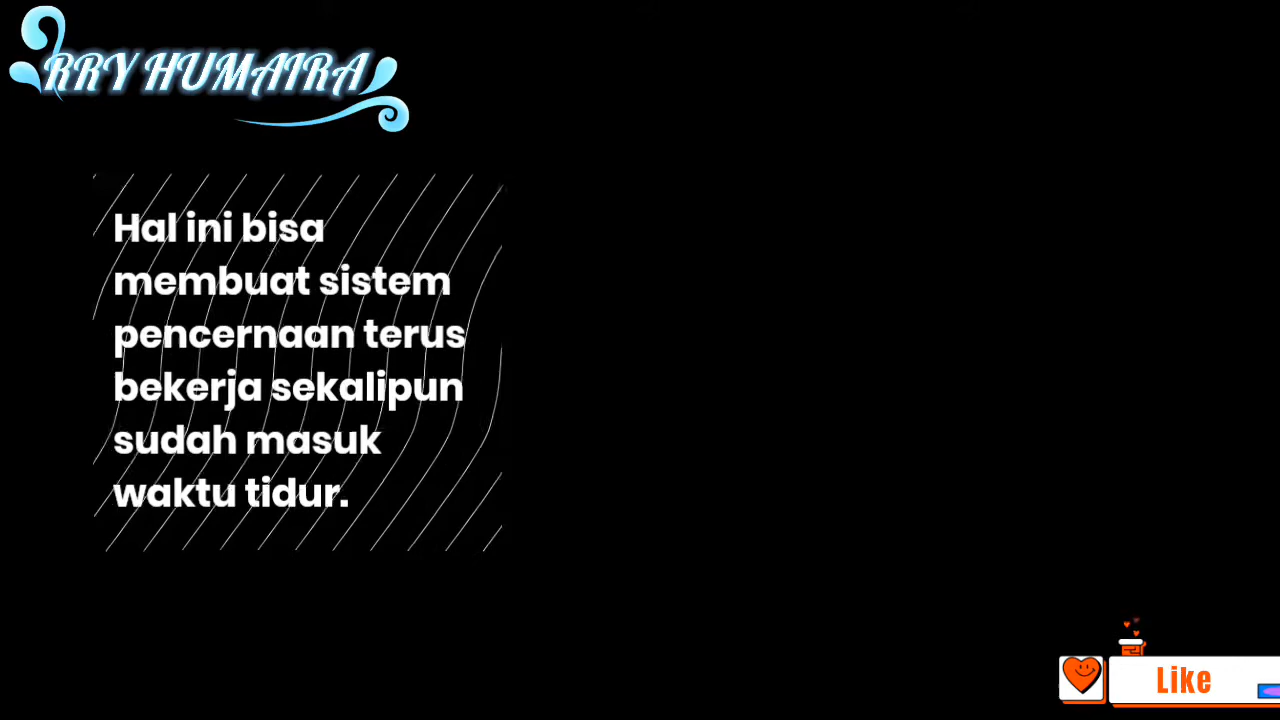 RRY HUMAIRA
Hal ini bisa
membuat sistem
pencernaan terus
bekerja sekalipun
sudah masuk
waktu tidur.
Like